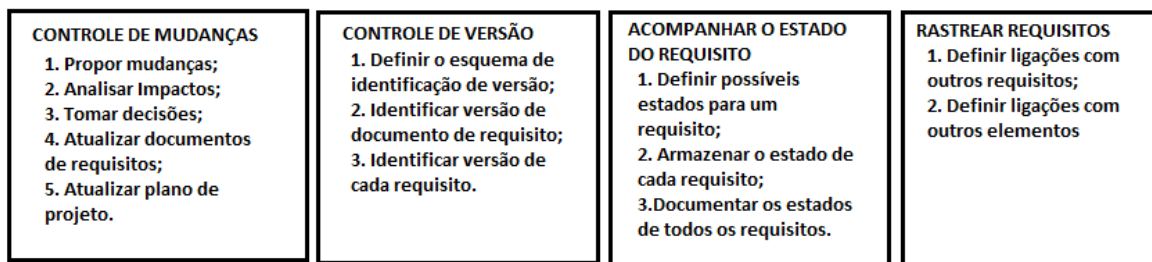 CONTROLE DE MUDANÇAS
1. Propor mudanças;
2. Analisar Impactos;
3. Tomar decisões;
4. Atualizar documentos
de requisitos;
5. Atualizar plano de
projeto.
CONTROLE DE VERSÃO
1. Definir o esquema de
identificação de versão;
2. Identificar versão de
documento de requisito;
3. Identificar versão de
cada requisito.
ACOMPANHAR O ESTADO
DO REQUISITO
1. Definir possíveis
estados para um
requisito;
2. Armazenar o estado de
cada requisito;
3.Documentar os estados
de todos os requisitos.
RASTREAR REQUISITOS
1. Definir ligações com
outros requisitos;
2. Definir ligações com
outros elementos